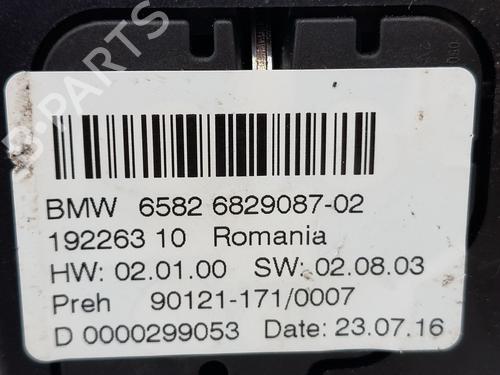 BMW 6582 6829087-02
192263 10 Romania
HW: 02.01.00 SW: 02.08.03
Preh 90121-171/0007
D 0000299053 Date: 23.07.16
B-PARTS